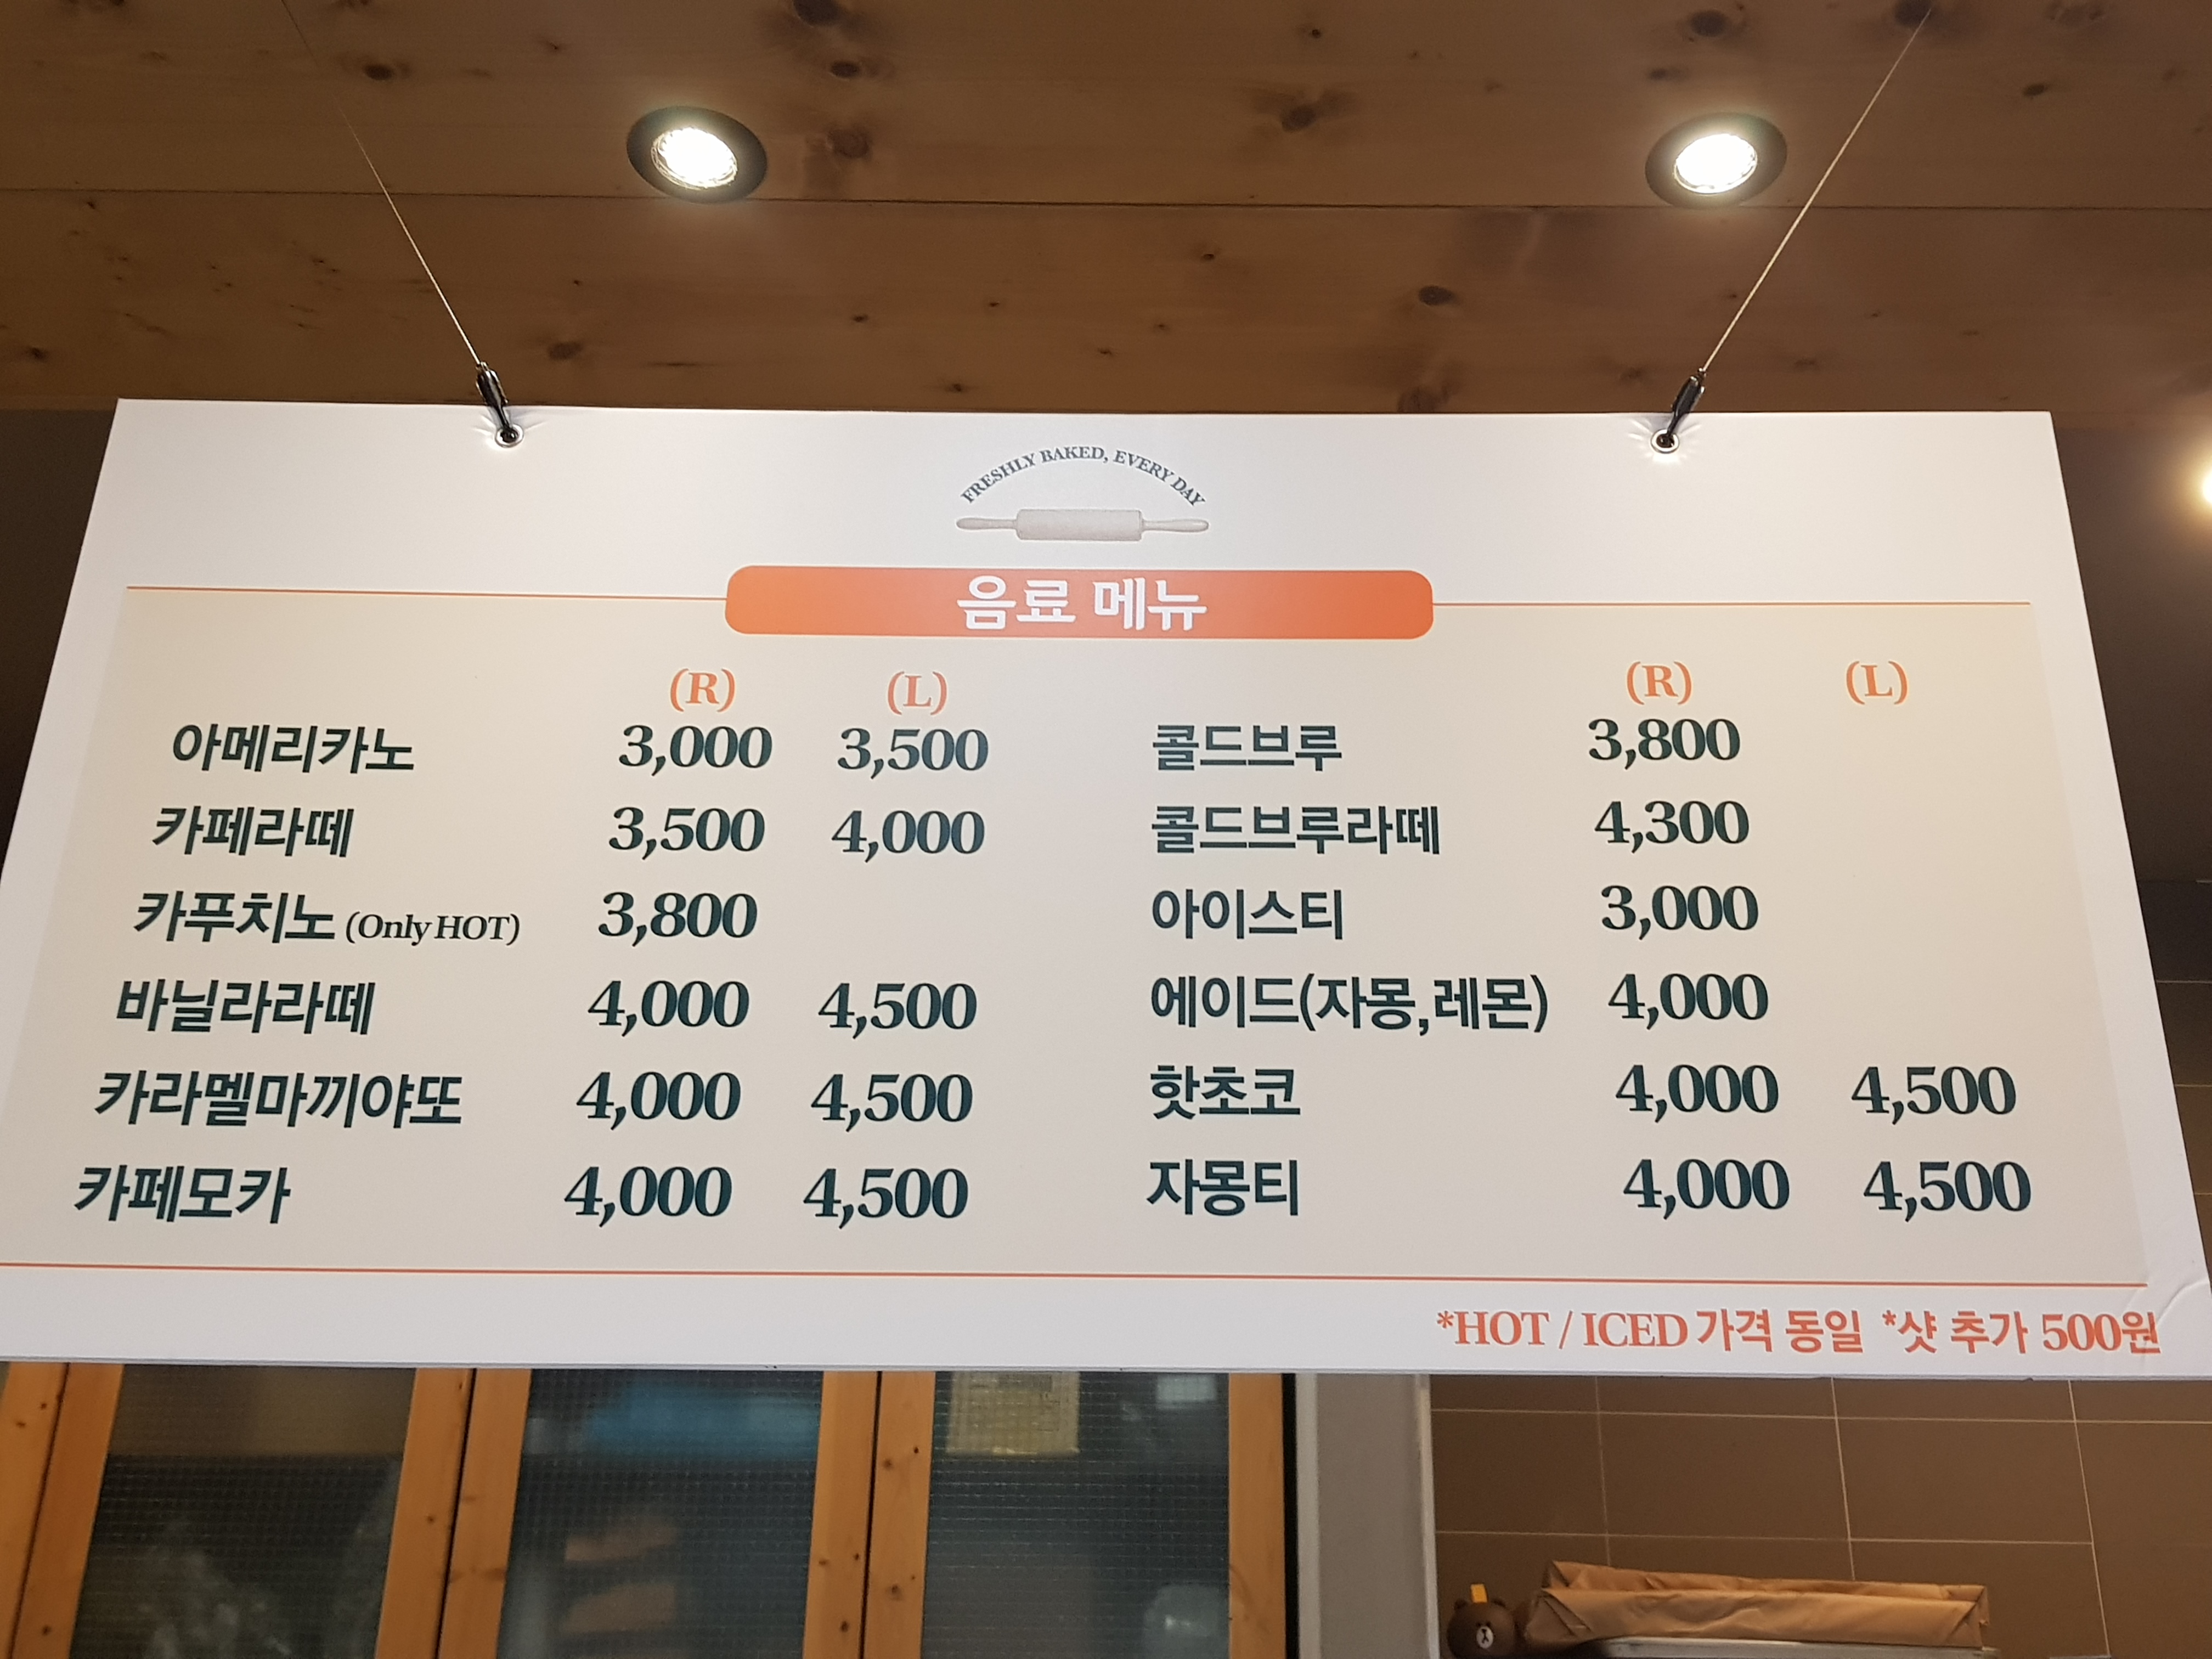 FRESHLY BAKED, EVERY DAY
음료 메뉴
(R) (L)
아메리카노 3,000 3,500
카페라떼 3,500 4,000
카푸치노 (Only HOT) 3,800
바닐라라떼 4,000 4,500
카라멜마끼야또 4,000 4,500
카페모카 4,000 4,500
(R) (L)
콜드브루 3,800
콜드브루라떼 4,300
아이스티 3,000
에이드(자몽,레몬) 4,000
핫초코 4,000 4,500
자몽티 4,000 4,500
*HOT / ICED 가격 동일 *샷 추가 500원